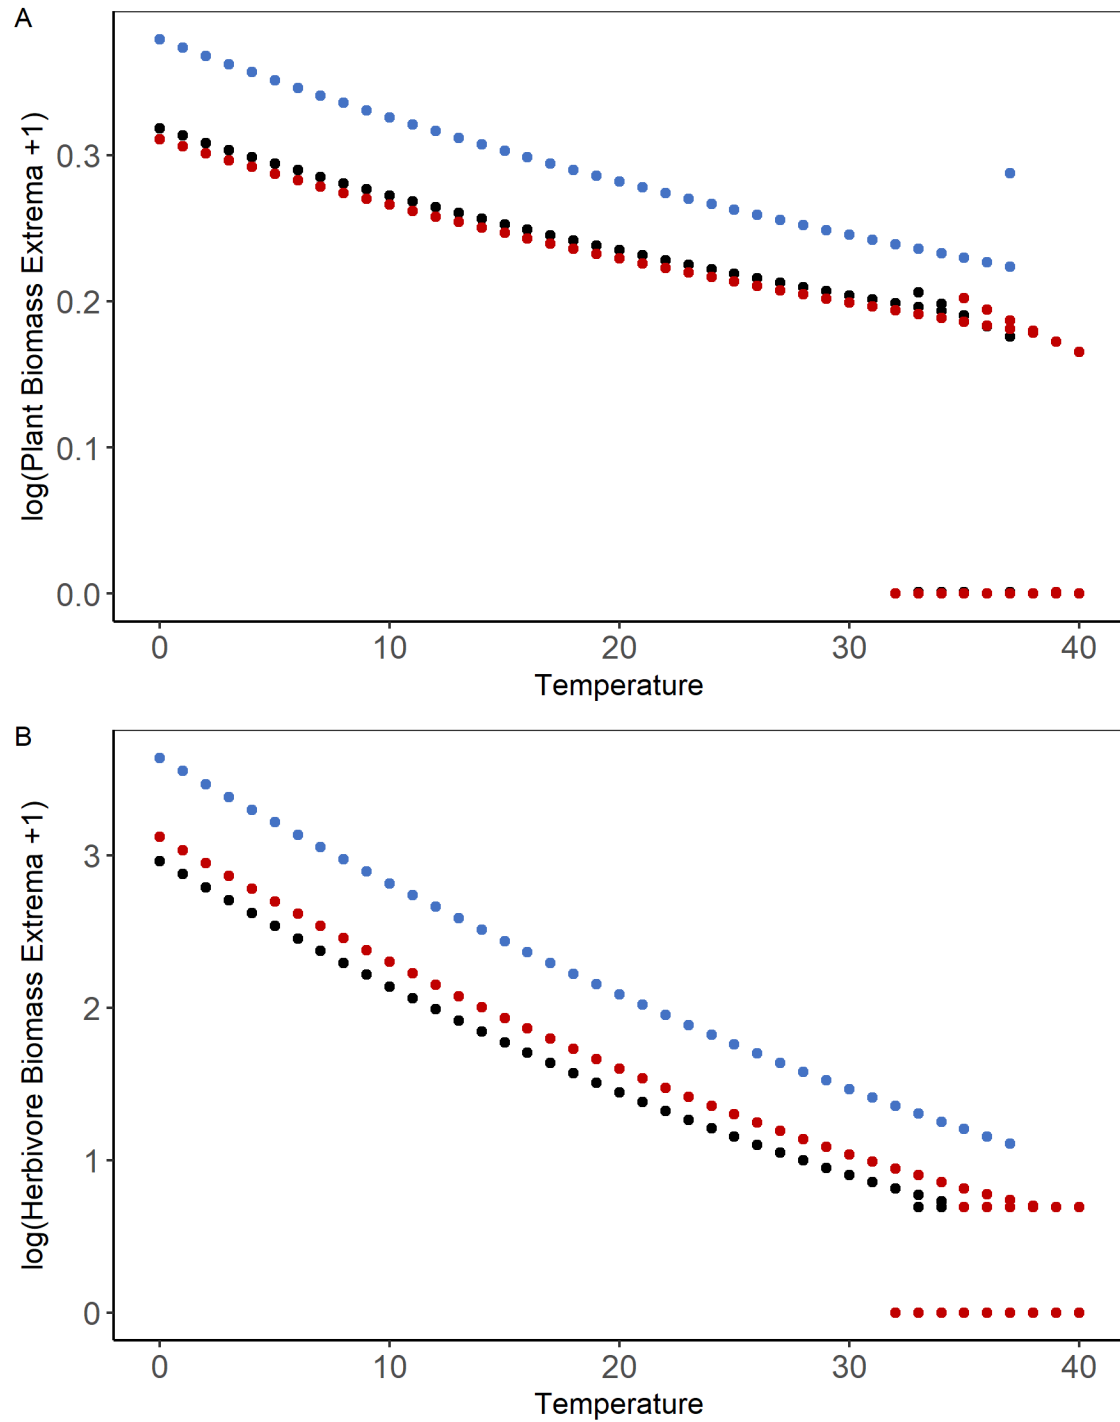 A
log(Plant Biomass Extrema +1)
0.3
0.2
0.1
0.0
0 10 20 30 40
Temperature
B
log(Herbivore Biomass Extrema +1)
3
2
1
0
0 10 20 30 40
Temperature